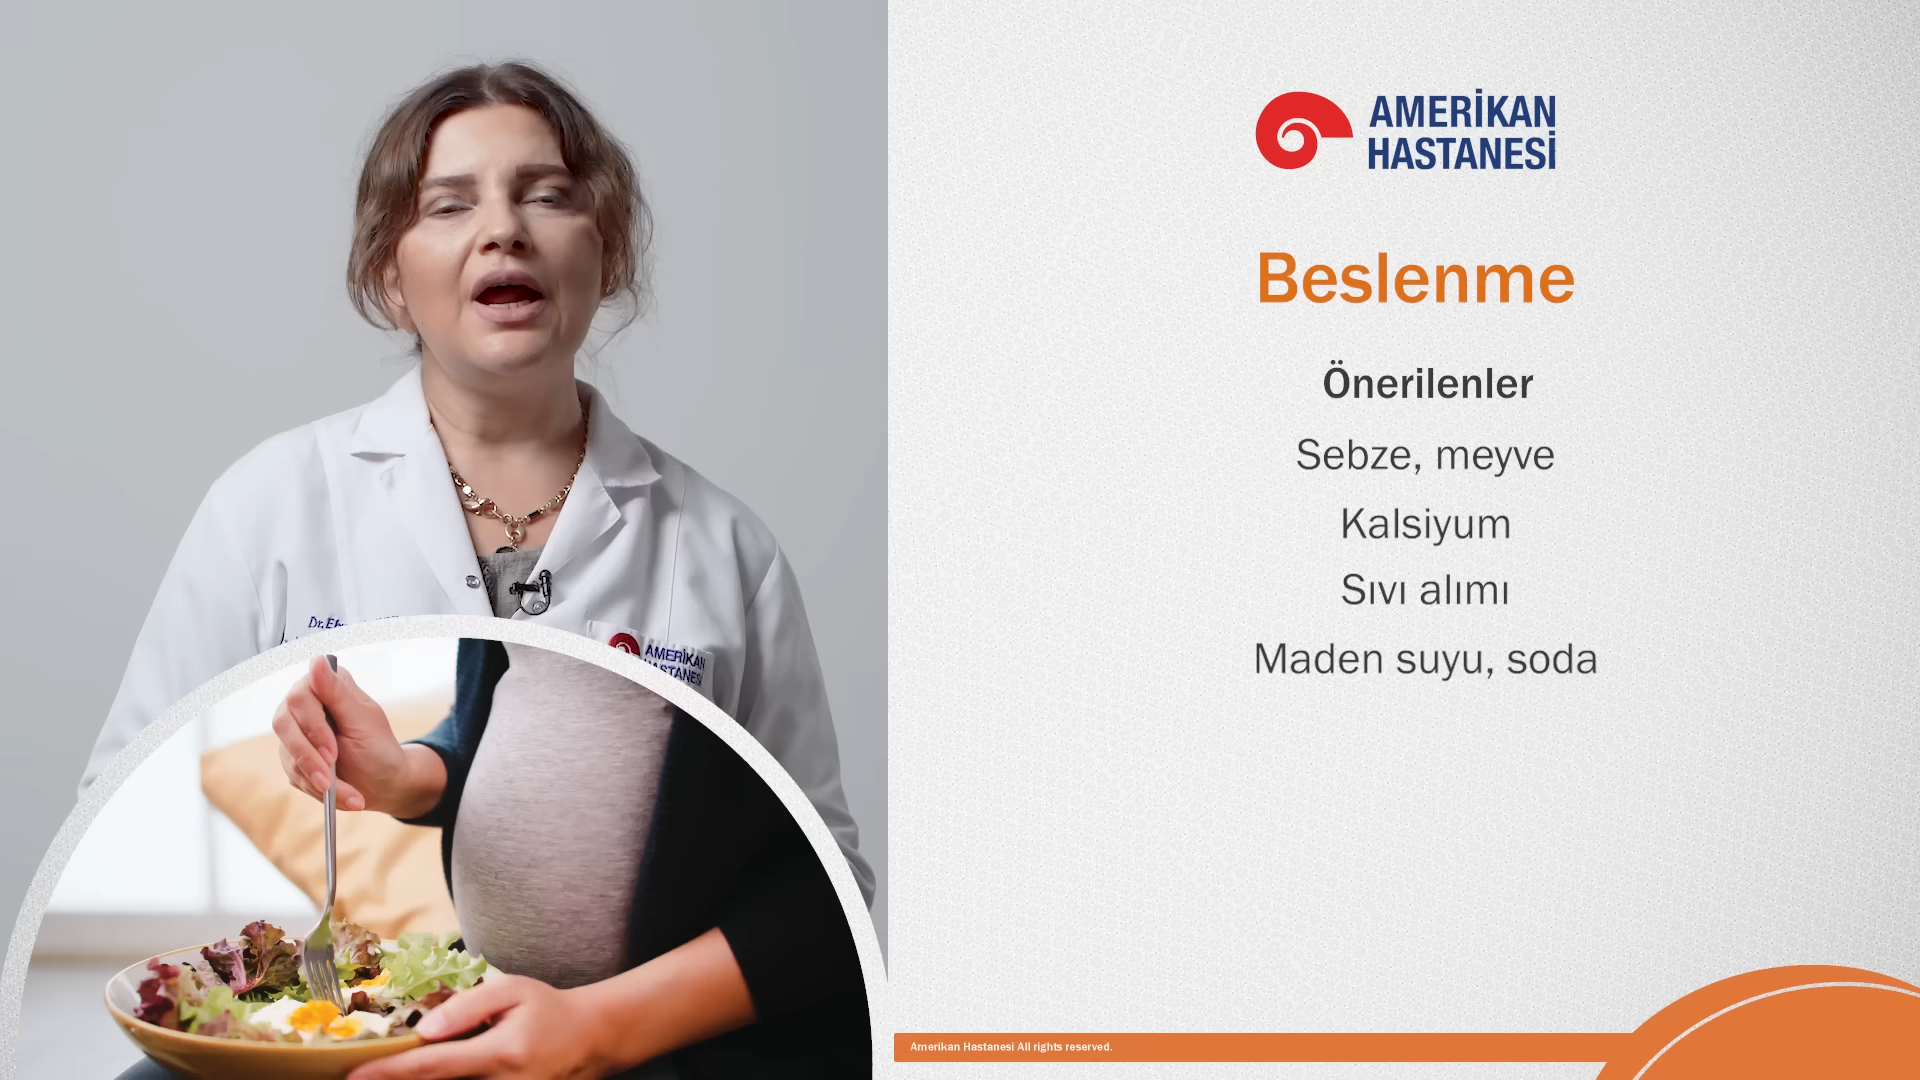 AMERİKAN
HASTANESİ
Beslenme
Önerilenler
Sebze, meyve
Kalsiyum
Sıvı alımı
Maden suyu, soda
Dr.
AMERİKAN
HASTANESİ
Amerikan Hastanesi All rights reserved.